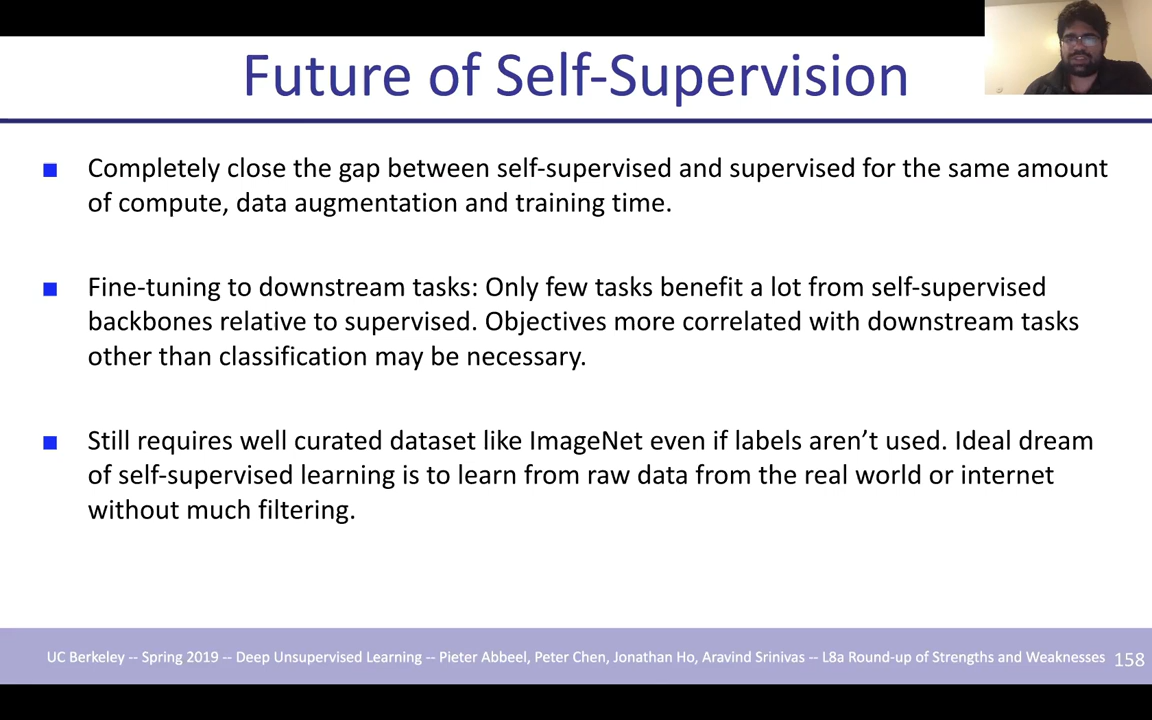 Future of Self-Supervision
Completely close the gap between self-supervised and supervised for the same amount
of compute, data augmentation and training time.
Fine-tuning to downstream tasks: Only few tasks benefit a lot from self-supervised
backbones relative to supervised. Objectives more correlated with downstream tasks
other than classification may be necessary.
Still requires well curated dataset like ImageNet even if labels aren’t used. Ideal dream
of self-supervised learning is to learn from raw data from the real world or internet
without much filtering.
UC Berkeley -- Spring 2019 -- Deep Unsupervised Learning -- Pieter Abbeel, Peter Chen, Jonathan Ho, Aravind Srinivas -- L8a Round-up of Strengths and Weaknesses 158